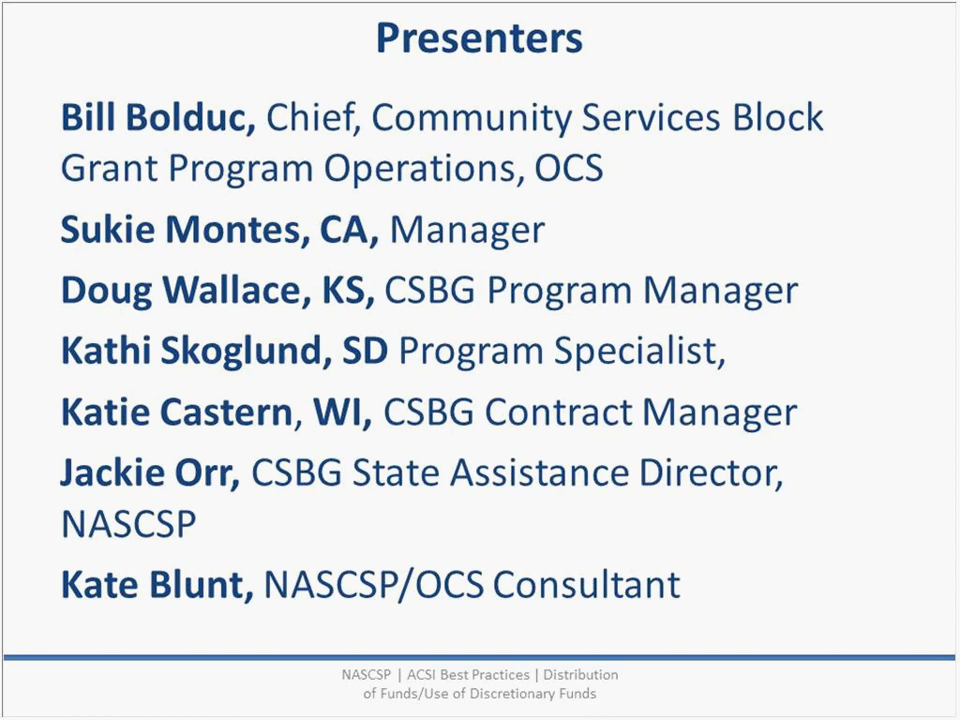 Presenters
Bill Bolduc, Chief, Community Services Block
Grant Program Operations, OCS
Sukie Montes, CA, Manager
Doug Wallace, KS, CSBG Program Manager
Kathi Skoglund, SD Program Specialist,
Katie Castern, WI, CSBG Contract Manager
Jackie Orr, CSBG State Assistance Director,
NASCSP
Kate Blunt, NASCSP/OCS Consultant
NASCSP | ACSI Best Practices | Distribution
of Funds/Use of Discretionary Funds